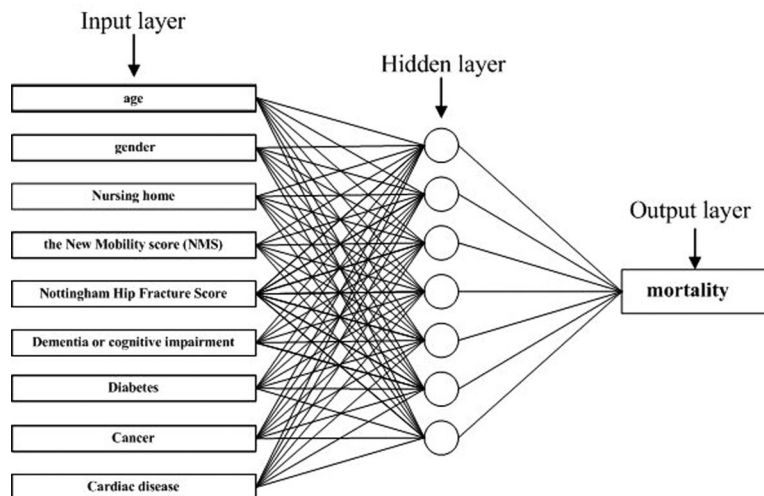 Input layer
Hidden layer
Output layer
age
gender
Nursing home
the New Mobility score (NMS)
Nottingham Hip Fracture Score
Dementia or cognitive impairment
Diabetes
Cancer
Cardiac disease
mortality